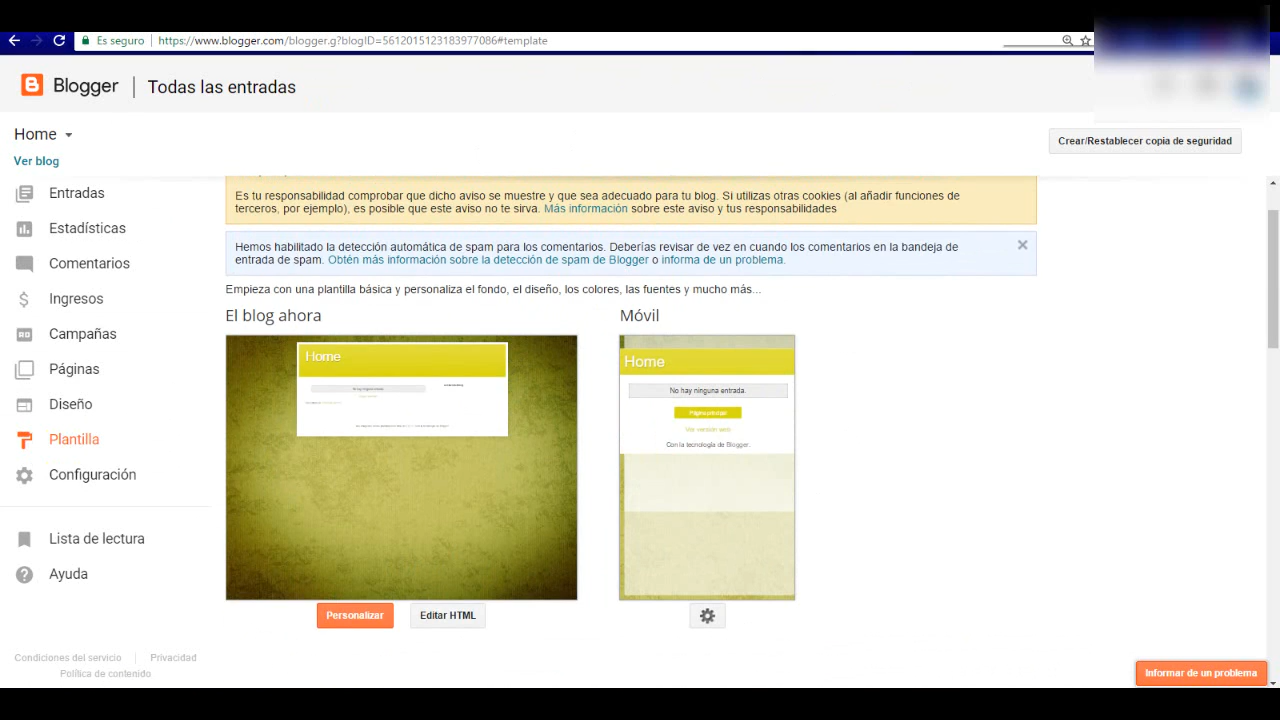 Es seguro
https://www.blogger.com/blogger.g?blogID=5612015123183977086#template
Blogger
Todas las entradas
Home
Ver blog
Crear/Restablecer copia de seguridad
Entradas
Estadísticas
Comentarios
Ingresos
Campañas
Páginas
Diseño
Plantilla
Configuración
Lista de lectura
Ayuda
Condiciones del servicio
Privacidad
Política de contenido
Es tu responsabilidad comprobar que dicho aviso se muestre y que sea adecuado para tu blog. Si utilizas otras cookies (al añadir funciones de
terceros, por ejemplo), es posible que este aviso no te sirva. Más información sobre este aviso y tus responsabilidades
Hemos habilitado la detección automática de spam para los comentarios. Deberías revisar de vez en cuando los comentarios en la bandeja de
entrada de spam. Obtén más información sobre la detección de spam de Blogger o informa de un problema.
Empieza con una plantilla básica y personaliza el fondo, el diseño, los colores, las fuentes y mucho más...
El blog ahora
Home
Personalizar
Editar HTML
Móvil
Home
No hay ninguna entrada.
Página principal
Ver versión web
Con la tecnología de Blogger.
Informar de un problema